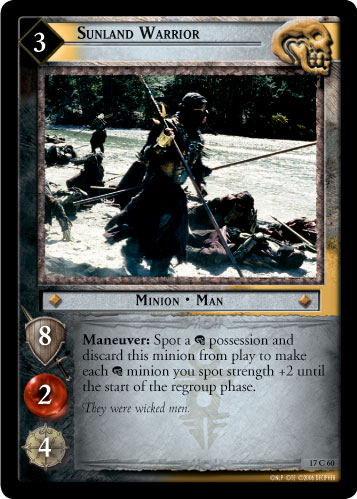 3
Sunland Warrior
Minion • Man
8
Maneuver: Spot a possession and
discard this minion from play to make
each minion you spot strength +2 until
the start of the regroup phase.
2
They were wicked men.
4
17 C 60